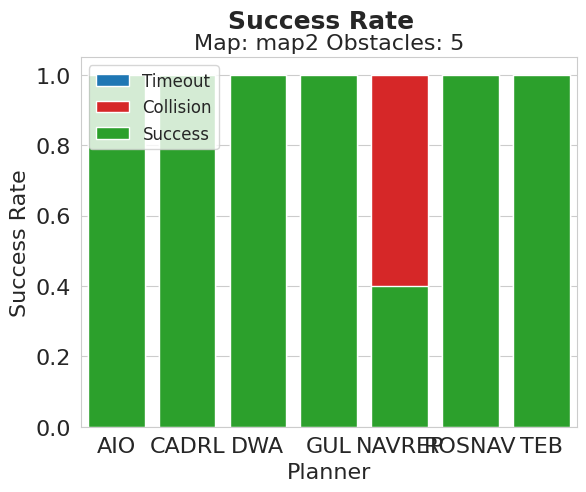 Success Rate
Map: map2 Obstacles: 5
Timeout
Collision
Success
Success Rate
1.0
0.8
0.6
0.4
0.2
0.0
AIO CADRL DWA GUL NAVREP ROSNAV TEB
Planner